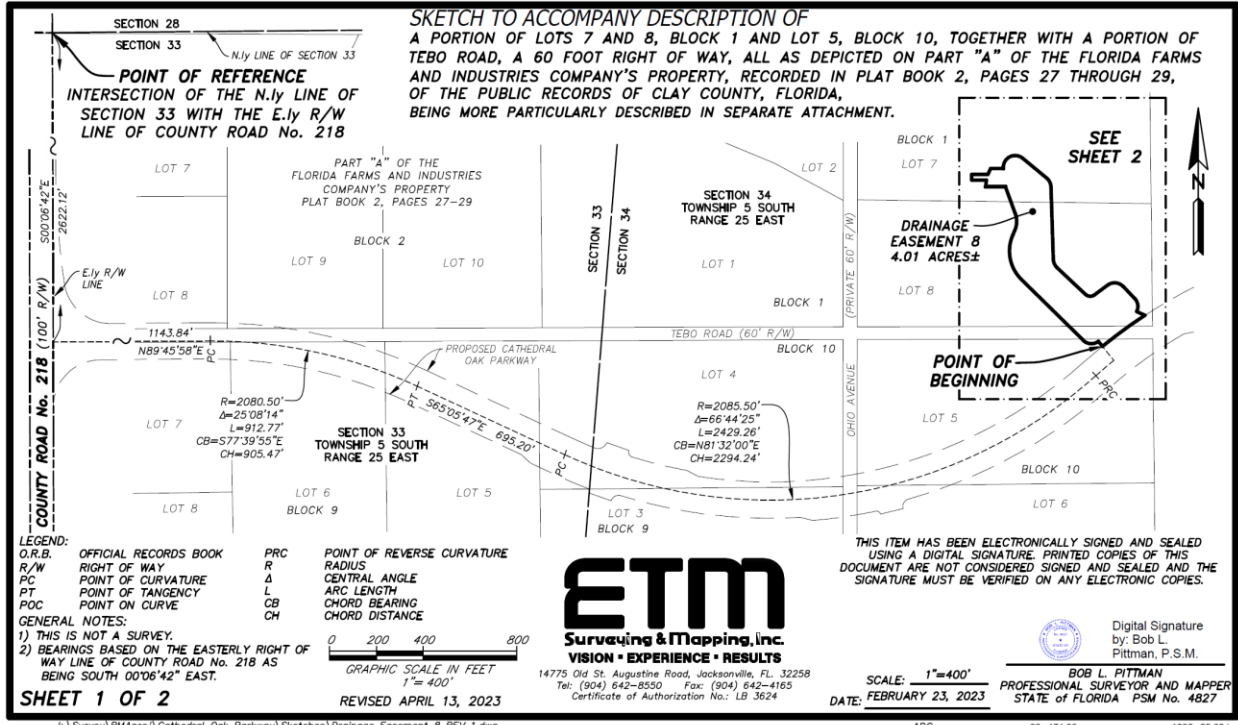 SKETCH TO ACCOMPANY DESCRIPTION OF
A PORTION OF LOTS 7 AND 8, BLOCK 1 AND LOT 5, BLOCK 10, TOGETHER WITH A PORTION OF
TEBO ROAD, A 60 FOOT RIGHT OF WAY, ALL AS DEPICTED ON PART "A" OF THE FLORIDA FARMS
AND INDUSTRIES COMPANY'S PROPERTY, RECORDED IN PLAT BOOK 2, PAGES 27 THROUGH 29,
OF THE PUBLIC RECORDS OF CLAY COUNTY, FLORIDA,
BEING MORE PARTICULARLY DESCRIBED IN SEPARATE ATTACHMENT.
SECTION 28
SECTION 33
N.ly LINE OF SECTION 33
POINT OF REFERENCE
INTERSECTION OF THE N.ly LINE OF
SECTION 33 WITH THE E.ly R/W
LINE OF COUNTY ROAD No. 218
S00°06'42"E
2622.12'
E.ly R/W
LINE
COUNTY ROAD No. 218 (100' R/W)
LOT 7
PART "A" OF THE
FLORIDA FARMS AND INDUSTRIES
COMPANY'S PROPERTY
PLAT BOOK 2, PAGES 27-29
BLOCK 2
LOT 9
LOT 10
LOT 8
SECTION 33
SECTION 34
SECTION 34
TOWNSHIP 5 SOUTH
RANGE 25 EAST
LOT 2
LOT 1
BLOCK 1
(PRIVATE 60' R/W)
BLOCK 1
LOT 7
SEE
SHEET 2
N
DRAINAGE
EASEMENT 8
4.01 ACRES±
LOT 8
1143.84'
N89°45'58"E
PC
TEBO ROAD (60' R/W)
BLOCK 10
PROPOSED CATHEDRAL
OAK PARKWAY
POINT OF
BEGINNING
PRC
R=2080.50'
Δ=25°08'14"
L=912.77'
CB=S77°39'55"E
CH=905.47'
PT
S65°05'47"E
695.20'
PC
LOT 4
R=2085.50'
Δ=66°44'25"
L=2429.26'
CB=N81°32'00"E
CH=2294.24'
OHIO AVENUE
LOT 5
LOT 7
SECTION 33
TOWNSHIP 5 SOUTH
RANGE 25 EAST
BLOCK 10
LOT 8
LOT 6
BLOCK 9
LOT 5
LOT 3
BLOCK 9
LOT 6
LEGEND:
O.R.B. OFFICIAL RECORDS BOOK
R/W RIGHT OF WAY
PC POINT OF CURVATURE
PT POINT OF TANGENCY
POC POINT ON CURVE
PRC POINT OF REVERSE CURVATURE
R RADIUS
Δ CENTRAL ANGLE
L ARC LENGTH
CB CHORD BEARING
CH CHORD DISTANCE
GENERAL NOTES:
1) THIS IS NOT A SURVEY.
2) BEARINGS BASED ON THE EASTERLY RIGHT OF
WAY LINE OF COUNTY ROAD No. 218 AS
BEING SOUTH 00°06'42" EAST.
SHEET 1 OF 2
0 200 400 800
GRAPHIC SCALE IN FEET
1"= 400'
REVISED APRIL 13, 2023
ETM
Surveying & Mapping, Inc.
VISION • EXPERIENCE • RESULTS
14775 Old St. Augustine Road, Jacksonville, FL. 32258
Tel: (904) 642-8550 Fax: (904) 642-4165
Certificate of Authorization No.: LB 3624
THIS ITEM HAS BEEN ELECTRONICALLY SIGNED AND SEALED
USING A DIGITAL SIGNATURE. PRINTED COPIES OF THIS
DOCUMENT ARE NOT CONSIDERED SIGNED AND SEALED AND THE
SIGNATURE MUST BE VERIFIED ON ANY ELECTRONIC COPIES.
Digital Signature
by: Bob L.
Pittman, P.S.M.
SCALE: 1"=400'
DATE: FEBRUARY 23, 2023
BOB L. PITTMAN
PROFESSIONAL SURVEYOR AND MAPPER
STATE of FLORIDA PSM No. 4827